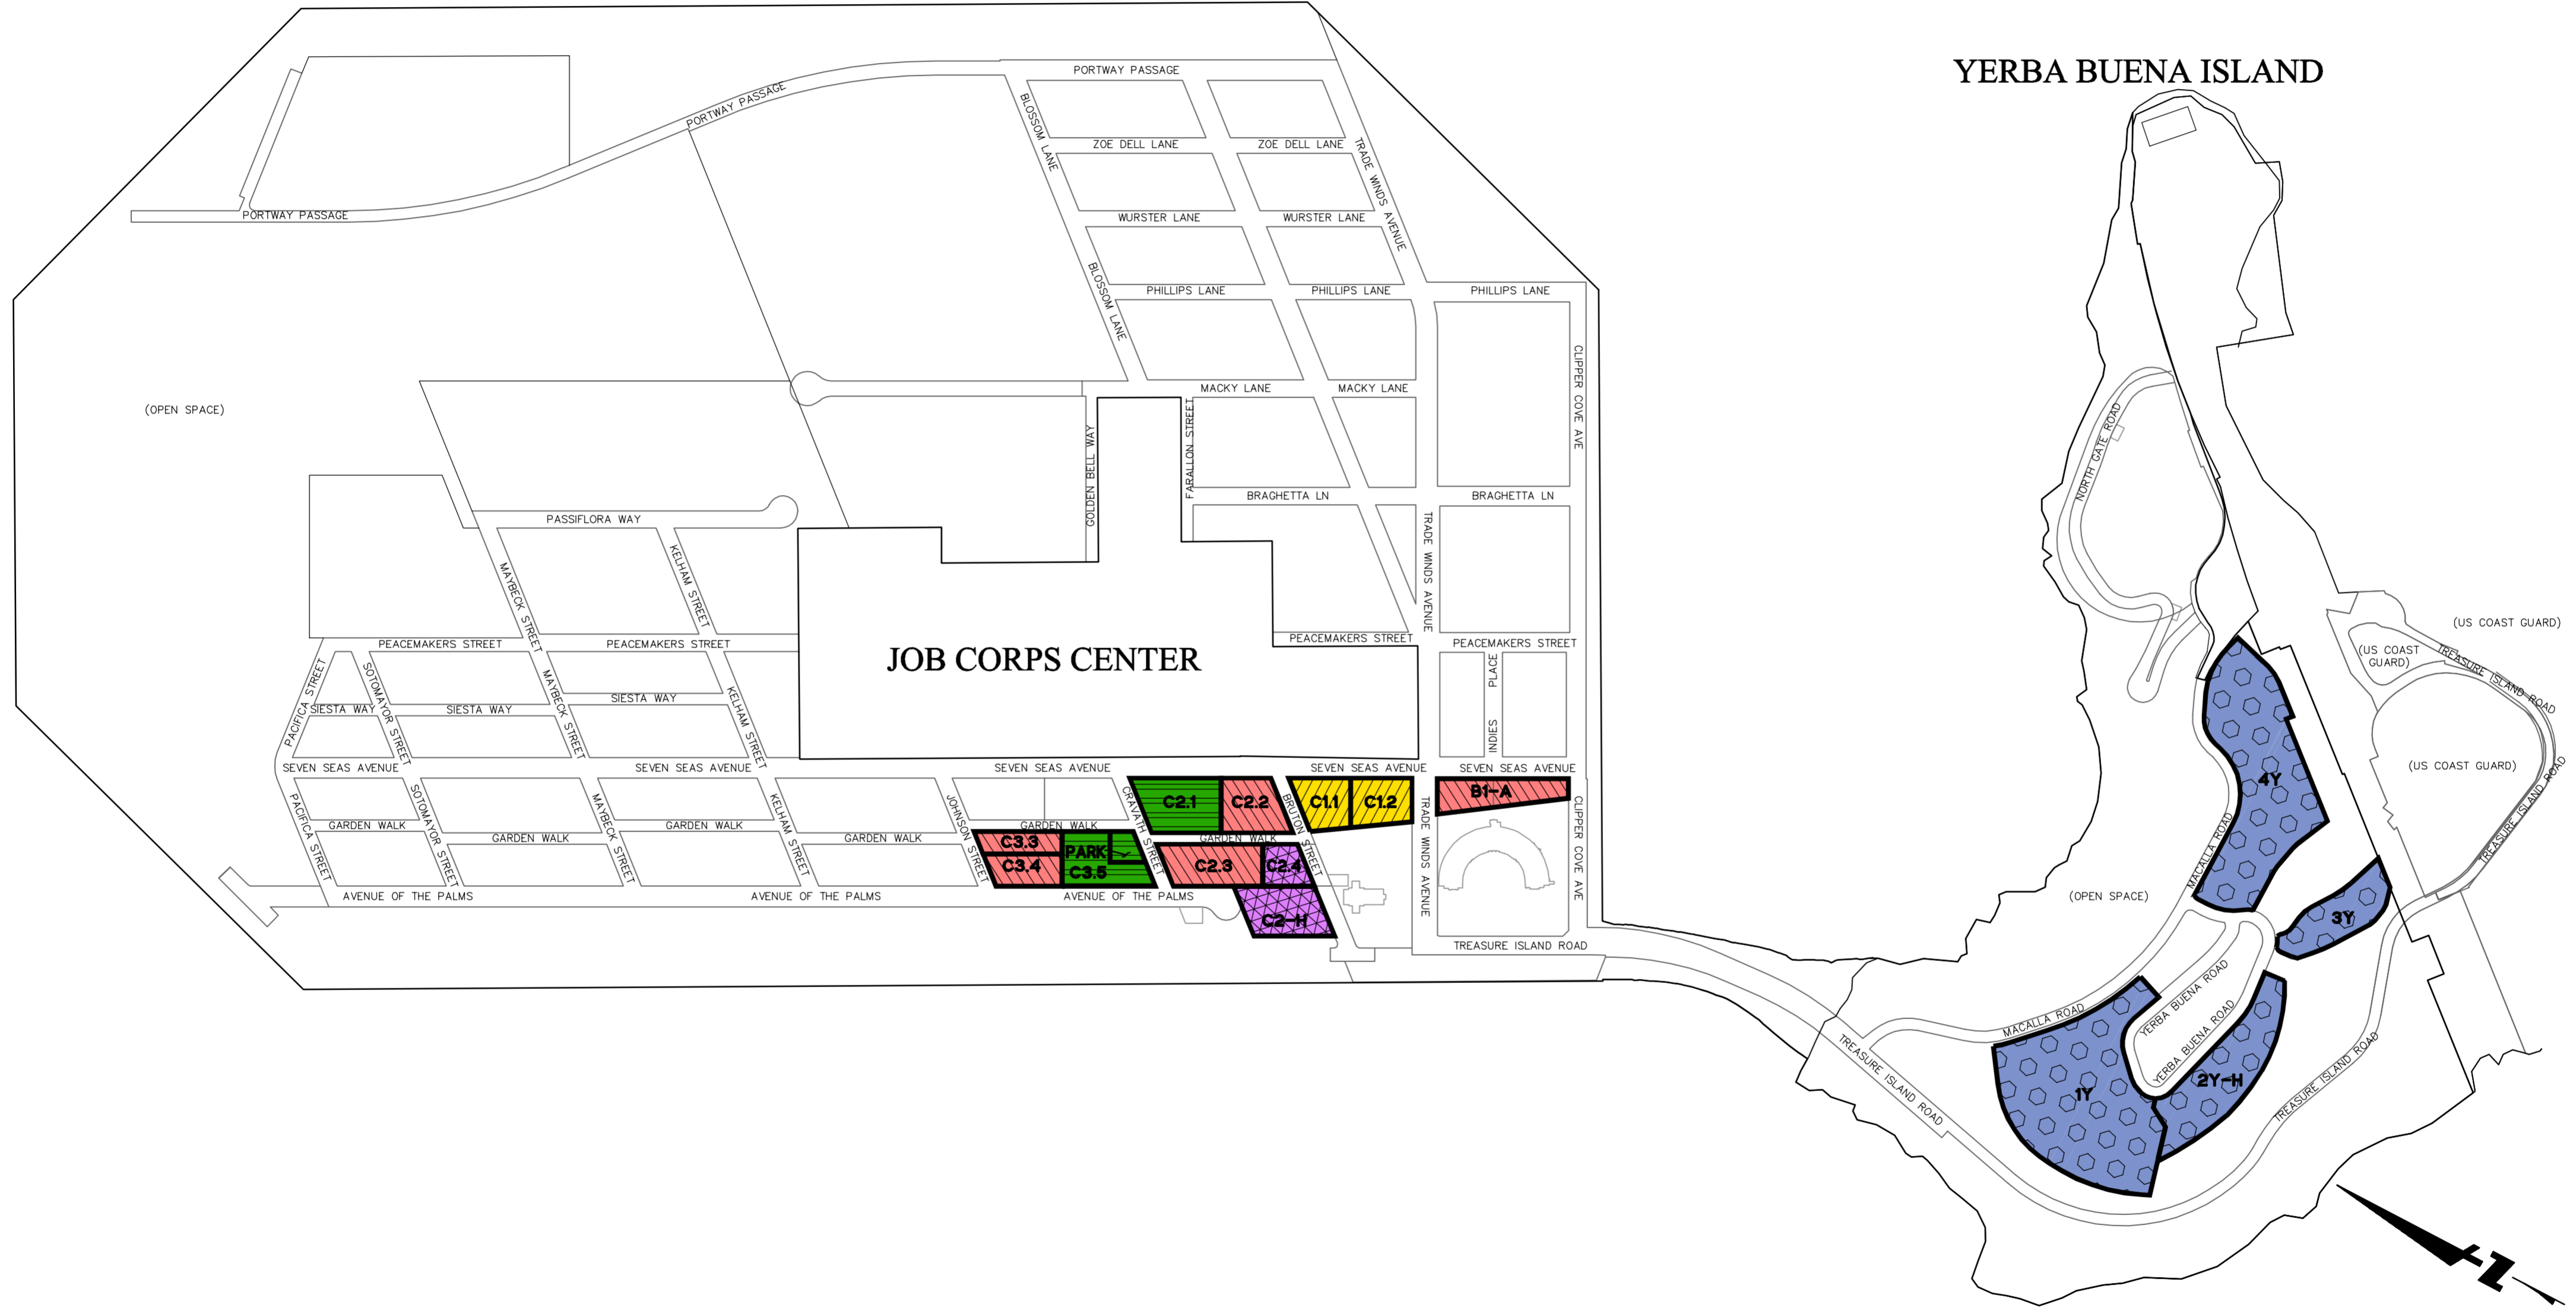 YERBA BUENA ISLAND
PORTWAY PASSAGE
PORTWAY PASSAGE
PORTWAY PASSAGE
BLOSSOM LANE
ZOE DELL LANE
ZOE DELL LANE
TRADE WINDS AVENUE
WURSTER LANE
WURSTER LANE
BLOSSOM LANE
PHILLIPS LANE
PHILLIPS LANE
PHILLIPS LANE
CLIPPER COVE AVE
MACKY LANE
MACKY LANE
(OPEN SPACE)
GOLDEN BELL WAY
FARALLON STREET
BRAGHETTA LN
BRAGHETTA LN
PASSIFLORA WAY
KELHAM STREET
MAYBECK STREET
TRADE WINDS AVENUE
PEACEMAKERS STREET
PEACEMAKERS STREET
PEACEMAKERS STREET
PEACEMAKERS STREET
JOB CORPS CENTER
INDIES PLACE
PACIFICA STREET
SOTOMAYOR STREET
MAYBECK STREET
KELHAM STREET
SIESTA WAY
SIESTA WAY
SIESTA WAY
SEVEN SEAS AVENUE
SEVEN SEAS AVENUE
SEVEN SEAS AVENUE
SEVEN SEAS AVENUE
SEVEN SEAS AVENUE
PACIFICA STREET
SOTOMAYOR STREET
MAYBECK STREET
KELHAM STREET
JOHNSON STREET
CRAVATH STREET
BRUTON STREET
TRADE WINDS AVENUE
CLIPPER COVE AVE
C2.1
C2.2
C1.1
C1.2
B1-A
GARDEN WALK
GARDEN WALK
GARDEN WALK
GARDEN WALK
GARDEN WALK
GARDEN WALK
C3.3
C3.4
PARK
C3.5
C2.3
C2.4
C2-H
AVENUE OF THE PALMS
AVENUE OF THE PALMS
AVENUE OF THE PALMS
TREASURE ISLAND ROAD
NORTH GATE ROAD
(US COAST GUARD)
(US COAST
GUARD)
TREASURE ISLAND ROAD
(US COAST GUARD)
TREASURE ISLAND ROAD
4Y
MACALLA ROAD
(OPEN SPACE)
3Y
YERBA BUENA ROAD
YERBA BUENA ROAD
MACALLA ROAD
TREASURE ISLAND ROAD
TREASURE ISLAND ROAD
1Y
2Y-H
N